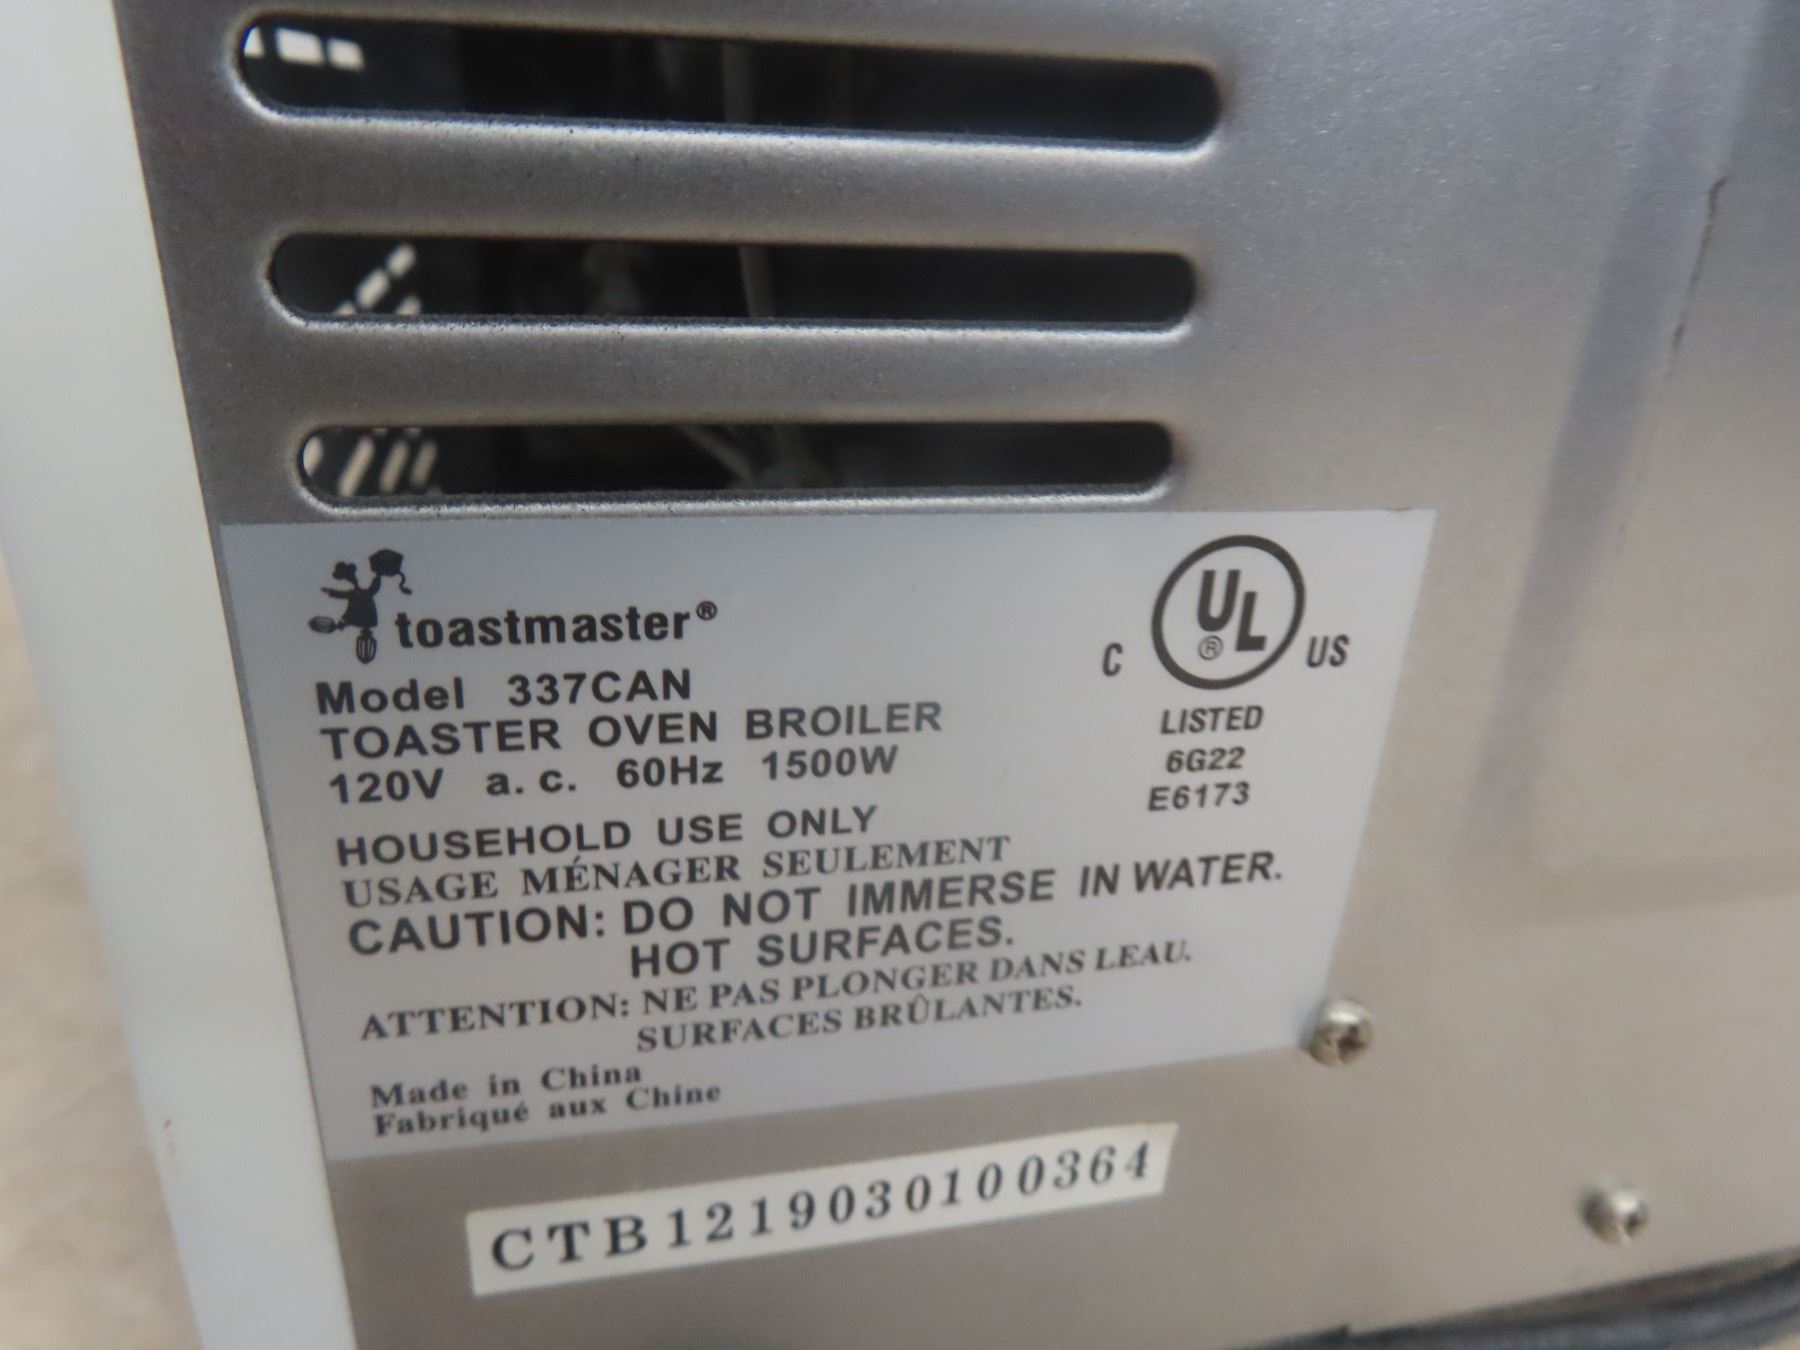 toastmaster®
Model 337CAN
TOASTER OVEN BROILER
120V a.c. 60Hz 1500W
C UL® US
LISTED
6G22
E6173
HOUSEHOLD USE ONLY
USAGE MÉNAGER SEULEMENT
CAUTION: DO NOT IMMERSE IN WATER.
HOT SURFACES.
ATTENTION: NE PAS PLONGER DANS LEAU.
SURFACES BRÛLANTES.
Made in China
Fabriqué aux Chine
CTB1219030100364